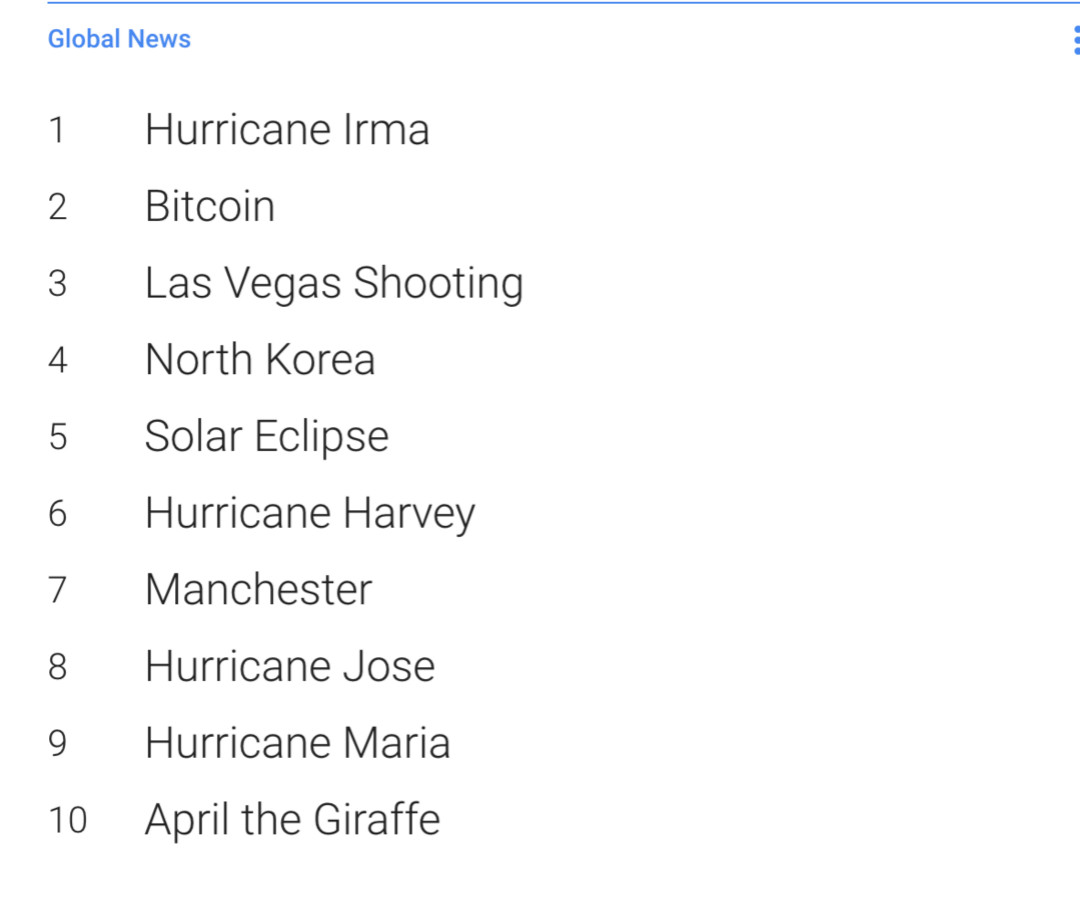 Global News
1 Hurricane Irma
2 Bitcoin
3 Las Vegas Shooting
4 North Korea
5 Solar Eclipse
6 Hurricane Harvey
7 Manchester
8 Hurricane Jose
9 Hurricane Maria
10 April the Giraffe